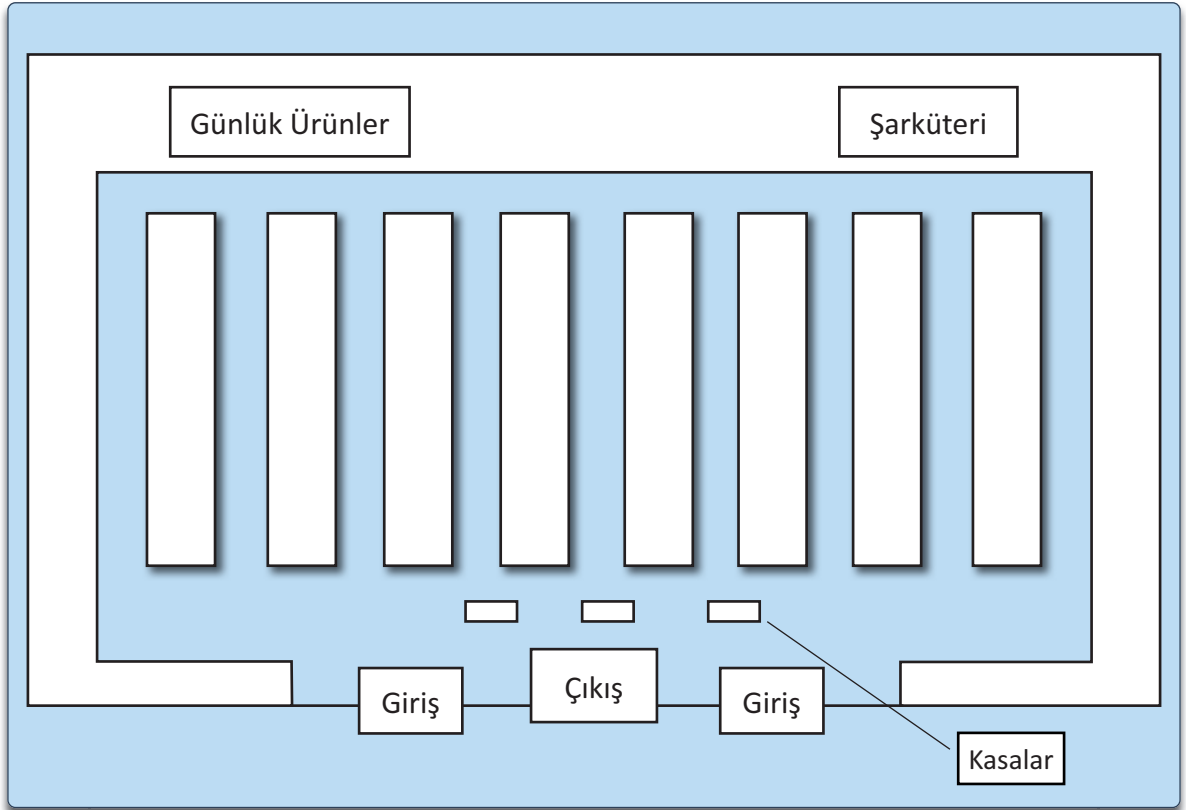 Günlük Ürünler
Şarküteri
Giriş
Çıkış
Giriş
Kasalar